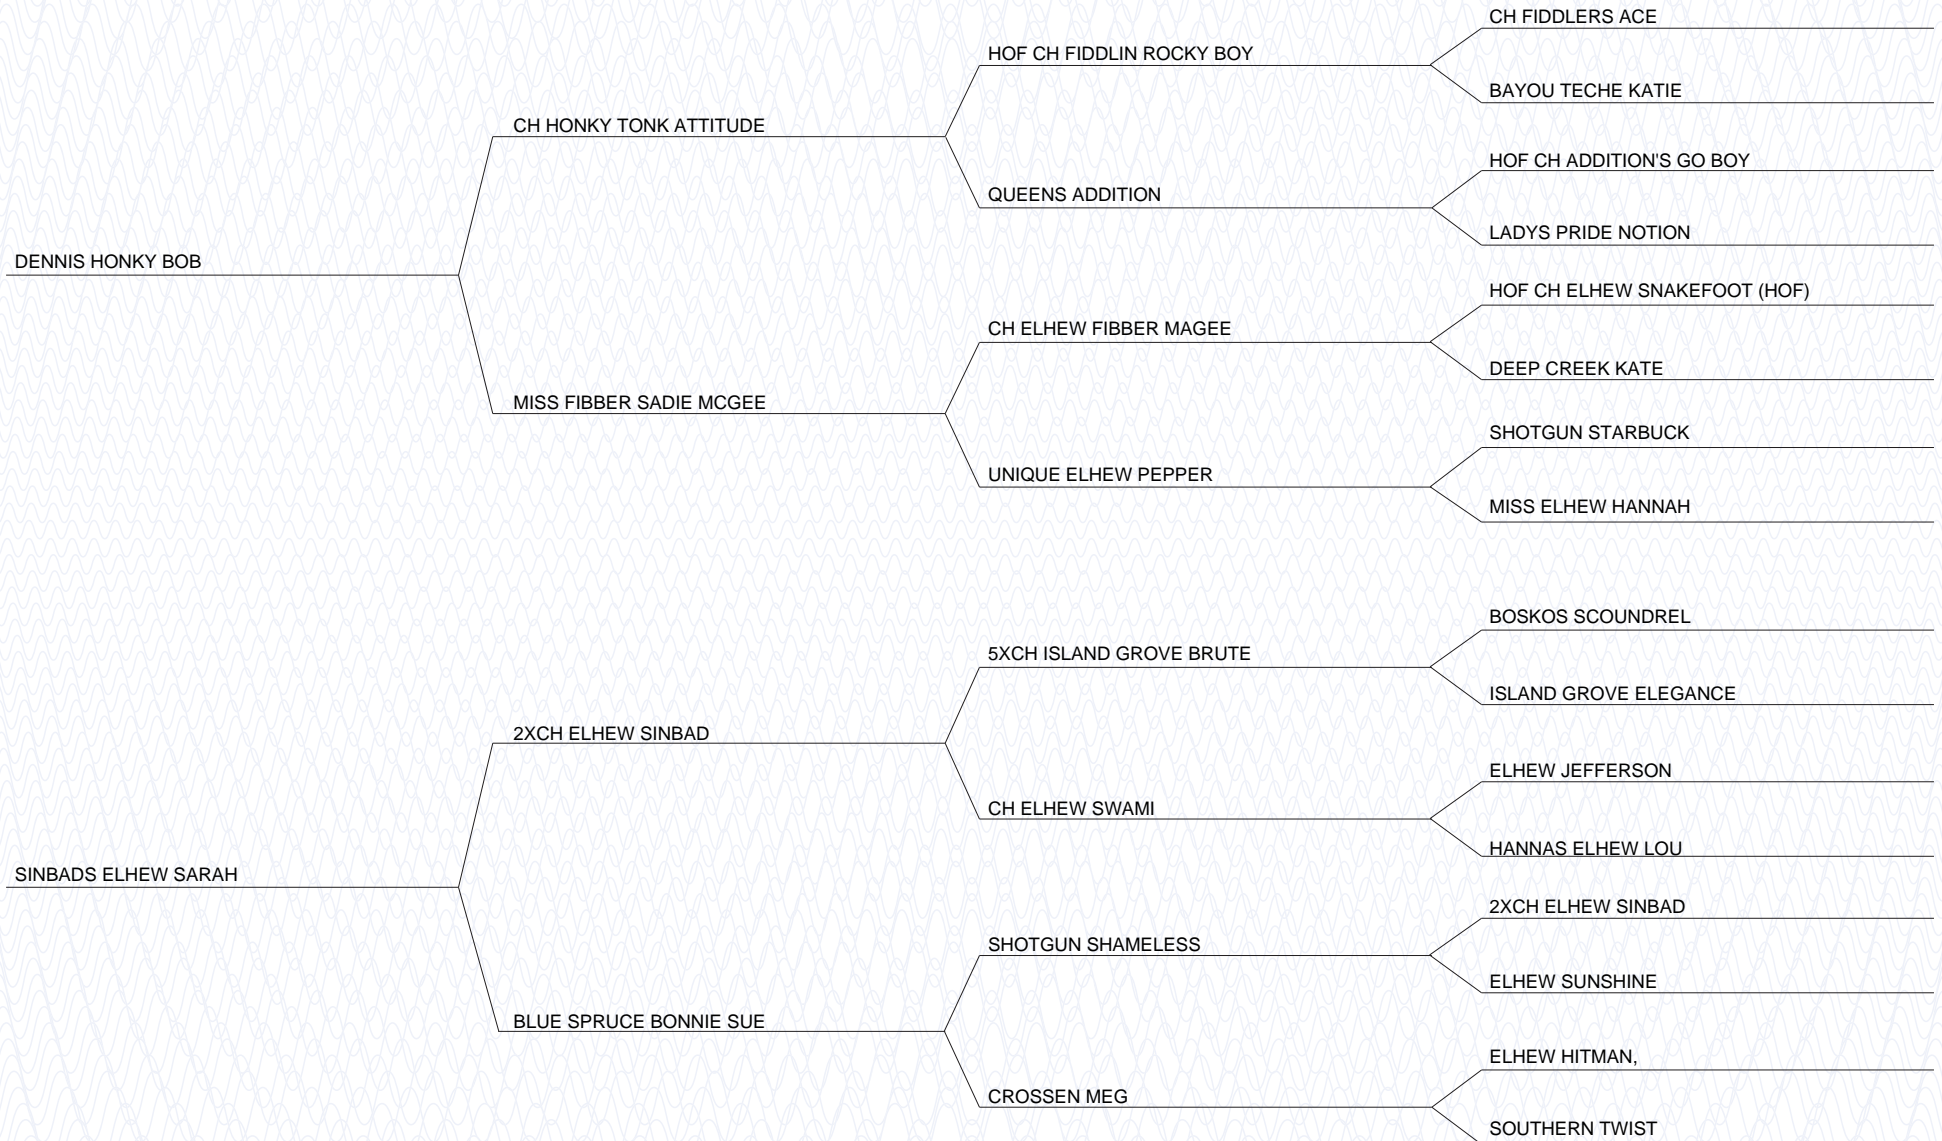 CH FIDDLERS ACE
HOF CH FIDDLIN ROCKY BOY
BAYOU TECHE KATIE
CH HONKY TONK ATTITUDE
HOF CH ADDITION'S GO BOY
QUEENS ADDITION
LADYS PRIDE NOTION
DENNIS HONKY BOB
HOF CH ELHEW SNAKEFOOT (HOF)
CH ELHEW FIBBER MAGEE
DEEP CREEK KATE
MISS FIBBER SADIE MCGEE
SHOTGUN STARBUCK
UNIQUE ELHEW PEPPER
MISS ELHEW HANNAH
BOSKOS SCOUNDREL
5XCH ISLAND GROVE BRUTE
ISLAND GROVE ELEGANCE
2XCH ELHEW SINBAD
ELHEW JEFFERSON
CH ELHEW SWAMI
HANNAS ELHEW LOU
SINBADS ELHEW SARAH
2XCH ELHEW SINBAD
SHOTGUN SHAMELESS
ELHEW SUNSHINE
BLUE SPRUCE BONNIE SUE
ELHEW HITMAN,
CROSSEN MEG
SOUTHERN TWIST